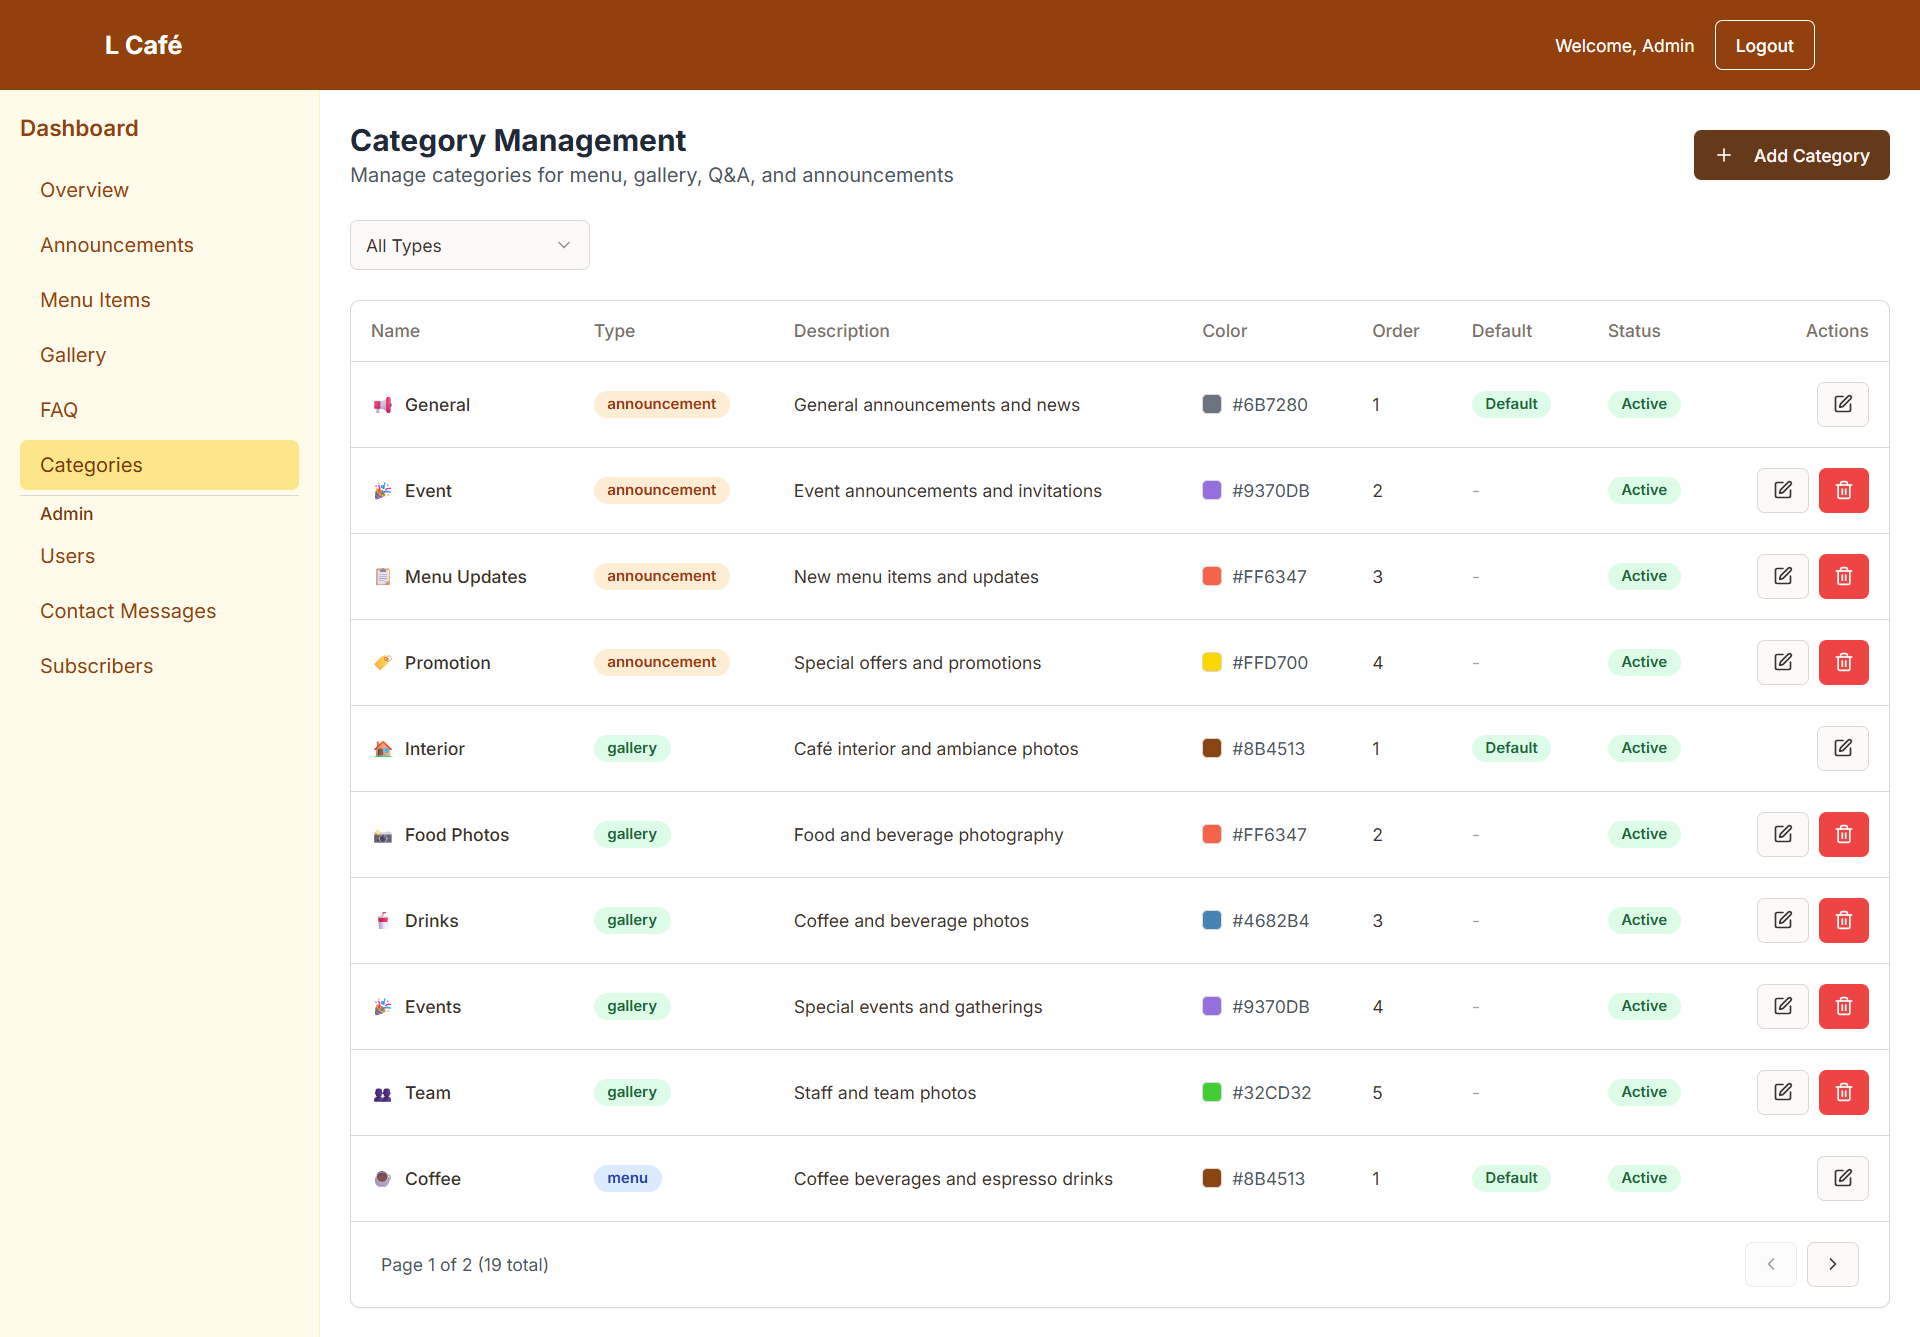 L Café
Welcome, Admin
Logout
Dashboard
Overview
Announcements
Menu Items
Gallery
FAQ
Categories
Admin
Users
Contact Messages
Subscribers
Category Management
Manage categories for menu, gallery, Q&A, and announcements
Add Category
All Types
Name Type Description Color Order Default Status Actions
General announcement General announcements and news #6B7280 1 Default Active
Event announcement Event announcements and invitations #9370DB 2 - Active
Menu Updates announcement New menu items and updates #FF6347 3 - Active
Promotion announcement Special offers and promotions #FFD700 4 - Active
Interior gallery Café interior and ambiance photos #8B4513 1 Default Active
Food Photos gallery Food and beverage photography #FF6347 2 - Active
Drinks gallery Coffee and beverage photos #4682B4 3 - Active
Events gallery Special events and gatherings #9370DB 4 - Active
Team gallery Staff and team photos #32CD32 5 - Active
Coffee menu Coffee beverages and espresso drinks #8B4513 1 Default Active
Page 1 of 2 (19 total)